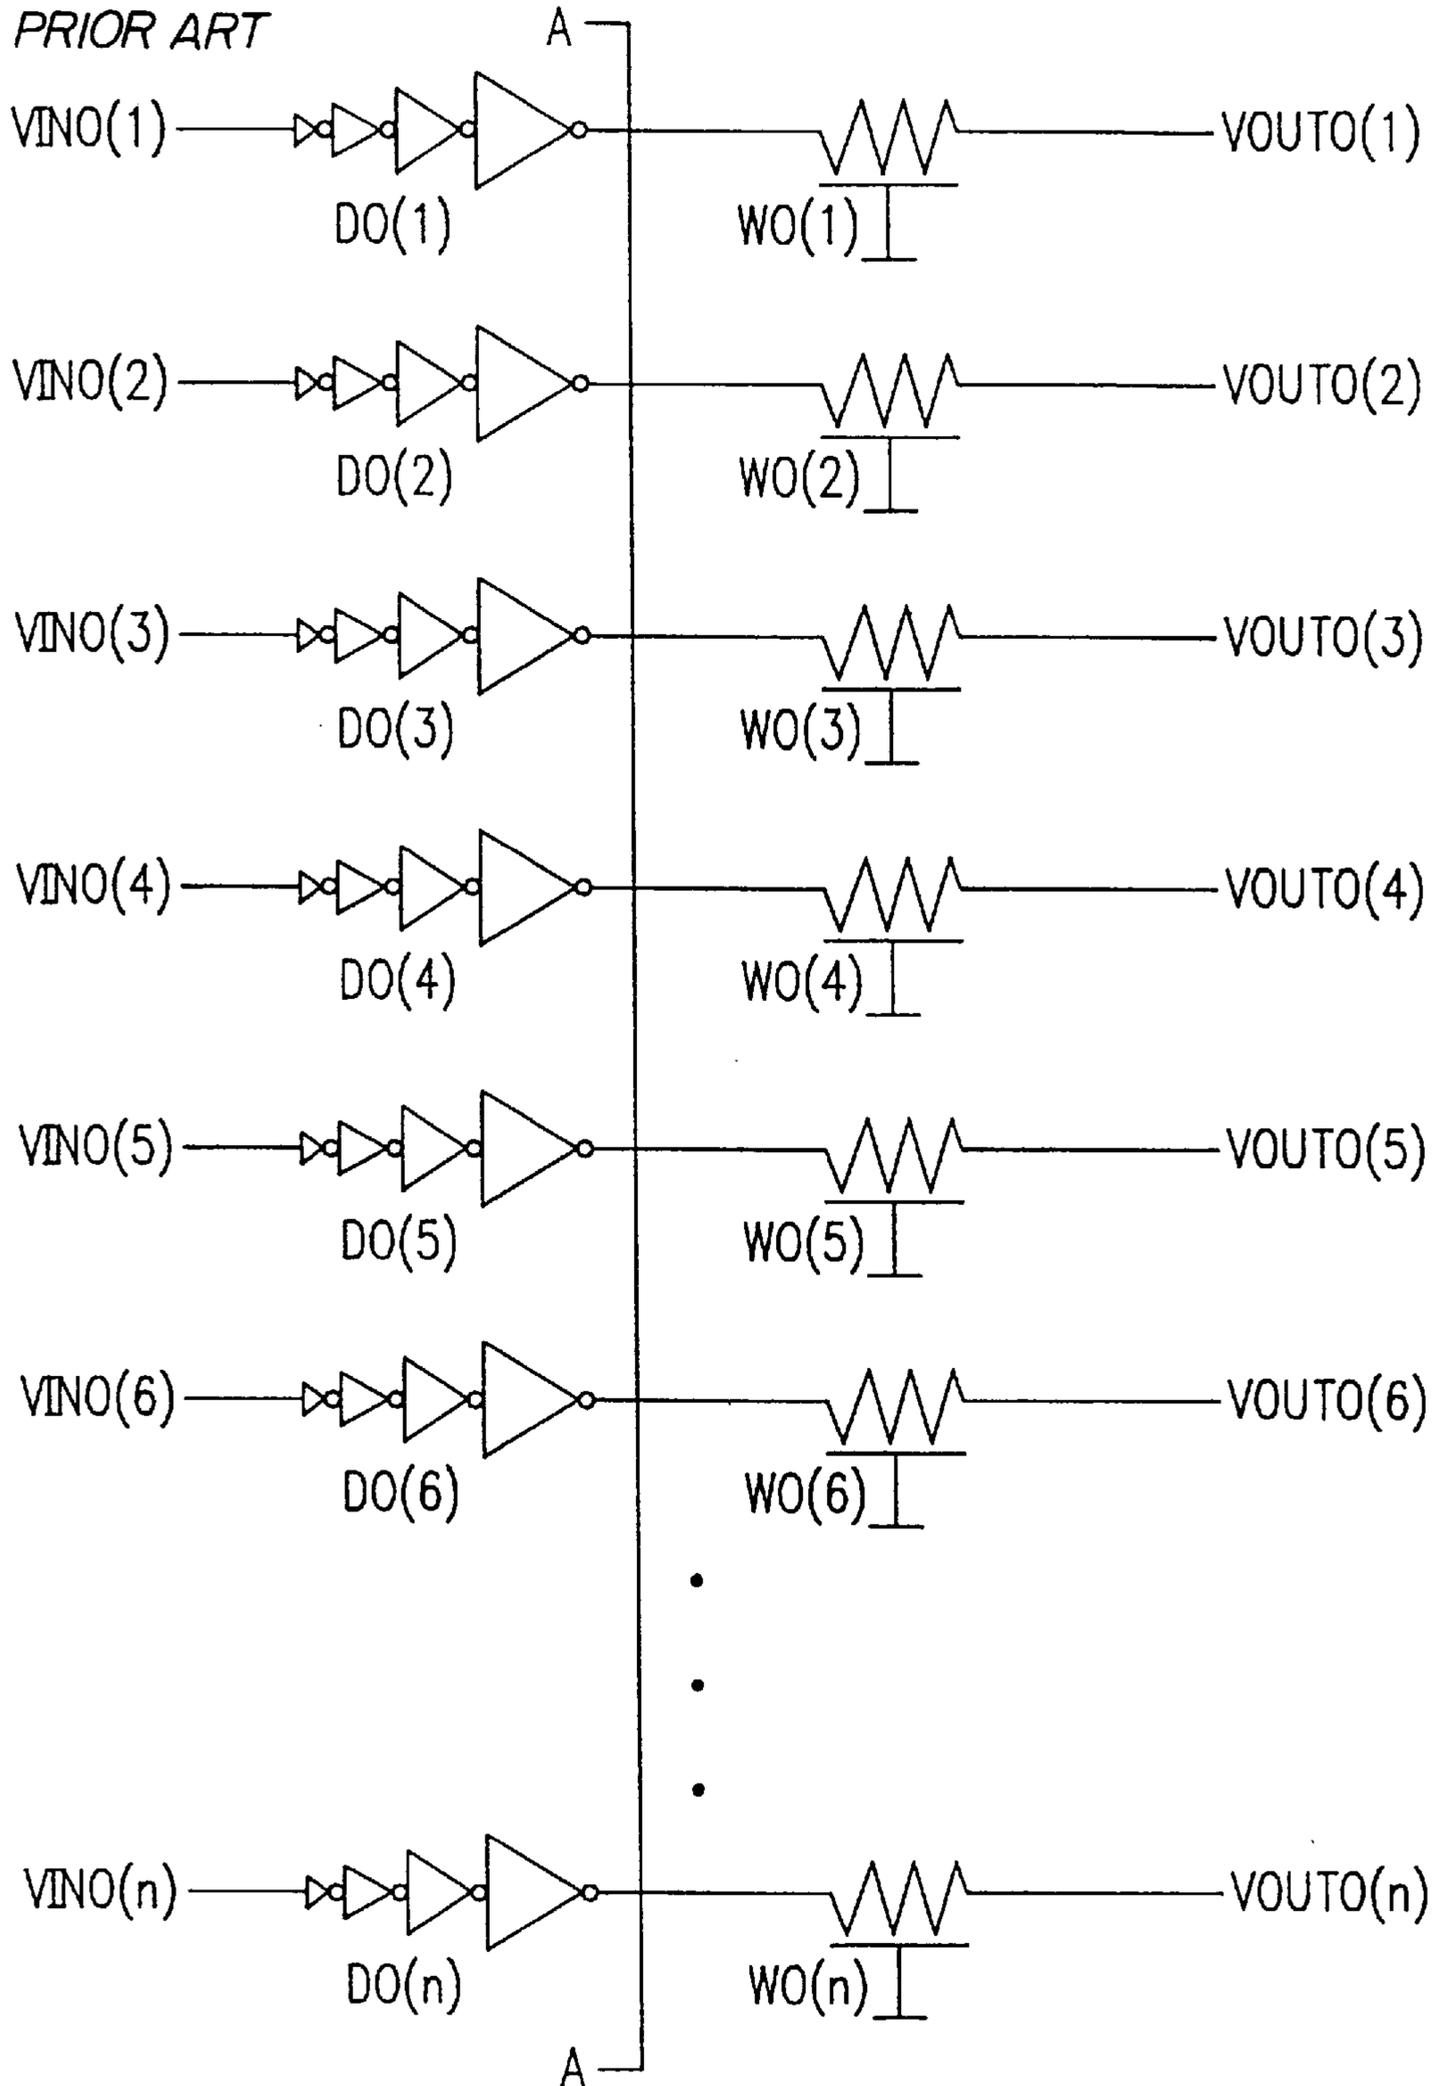 PRIOR ART
A
VINO(1) VOUTO(1)
DO(1) WO(1)
VINO(2) VOUTO(2)
DO(2) WO(2)
VINO(3) VOUTO(3)
DO(3) WO(3)
VINO(4) VOUTO(4)
DO(4) WO(4)
VINO(5) VOUTO(5)
DO(5) WO(5)
VINO(6) VOUTO(6)
DO(6) WO(6)
VINO(n) VOUTO(n)
DO(n) WO(n)
A